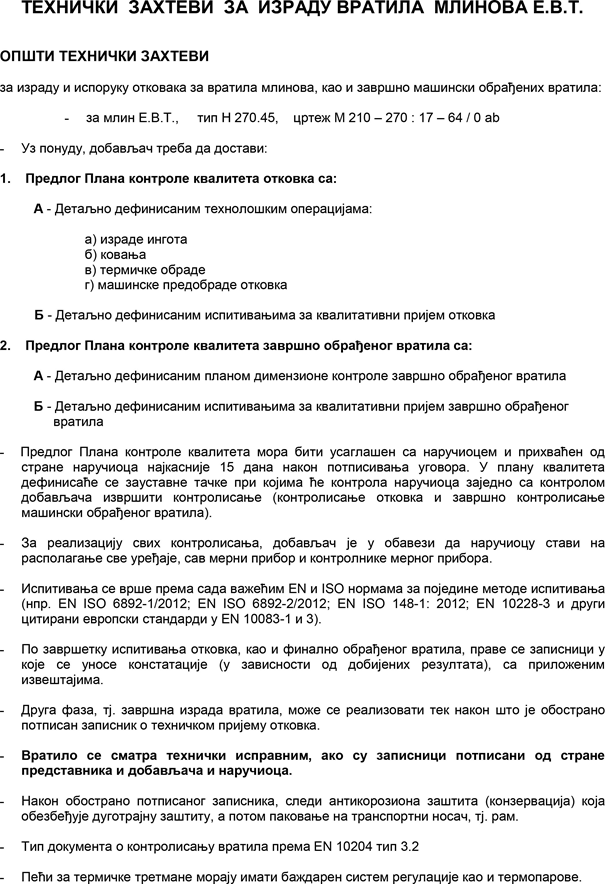 ТЕХНИЧКИ ЗАХТЕВИ ЗА ИЗРАДУ ВРАТИЛА МЛИНОВА Е.В.Т.
ОПШТИ ТЕХНИЧКИ ЗАХТЕВИ
за израду и испоруку отковака за вратила млинова, као и завршно машински обрађених вратила:
- за млин Е.В.Т., тип Н 270.45, цртеж М 210 – 270 : 17 – 64 / 0 ab
- Уз понуду, добављач треба да достави:
1. Предлог Плана контроле квалитета отковка са:
А - Детаљно дефинисаним технолошким операцијама:
а) израде ингота
б) ковања
в) термичке обраде
г) машинске предобраде отковка
Б - Детаљно дефинисаним испитивањима за квалитативни пријем отковка
2. Предлог Плана контроле квалитета завршно обрађеног вратила са:
А - Детаљно дефинисаним планом димензионе контроле завршно обрађеног вратила
Б - Детаљно дефинисаним испитивањима за квалитативни пријем завршно обрађеног
вратила
- Предлог Плана контроле квалитета мора бити усаглашен са наручиоцем и прихваћен од
стране наручиоца најкасније 15 дана након потписивања уговора. У плану квалитета
дефинисаће се зауставне тачке при којима ће контрола наручиоца заједно са контролом
добављача извршити контролисање (контролисање отковка и завршно контролисање
машински обрађеног вратила).
- За реализацију свих контролисања, добављач је у обавези да наручиоцу стави на
располагање све уређаје, сав мерни прибор и контролнике мерног прибора.
- Испитивања се врше према сада важећим EN и ISO нормама за поједине методе испитивања
(нпр. EN ISO 6892-1/2012; EN ISO 6892-2/2012; EN ISO 148-1: 2012; EN 10228-3 и други
цитирани европски стандарди у EN 10083-1 и 3).
- По завршетку испитивања отковка, као и финално обрађеног вратила, праве се записници у
које се уносе констатације (у зависности од добијених резултата), са приложеним
извештајима.
- Друга фаза, тј. завршна израда вратила, може се реализовати тек након што је обострано
потписан записник о техничком пријему отковка.
- Вратило се сматра технички исправним, ако су записници потписани од стране
представника и добављача и наручиоца.
- Након обострано потписаног записника, следи антикорозиона заштита (конзервација) која
обезбеђује дуготрајну заштиту, а потом паковање на транспортни носач, тј. рам.
- Тип документа о контролисању вратила према EN 10204 тип 3.2
- Пећи за термичке третмане морају имати баждарен систем регулације као и термопарове.